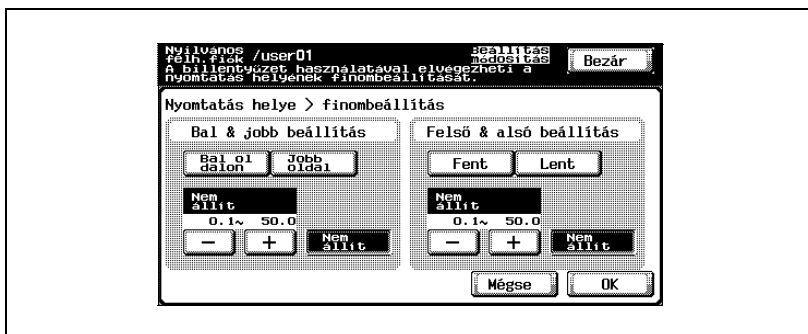 Nyilvános
félh.fiók /user01
Beállítás
módosítás
Bezár
A billentyűzet használatával elvégezheti a
nyomtatás helyének finombeállítását.
Nyomtatás helye > finombeállítás
Bal & jobb beállítás
Felső & alsó beállítás
Bal ol
dalon
Jobb
oldal
Fent
Lent
Nem
állít
0.1~ 50.0
Nem
állít
0.1~ 50.0
- + Nem
állít
- + Nem
állít
Mégse
OK